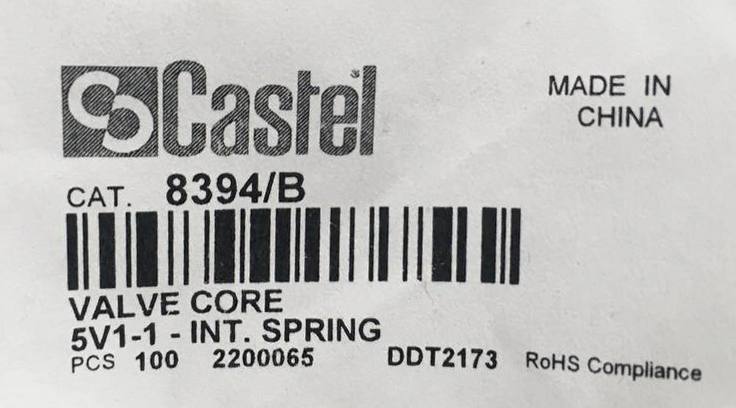 Castel
MADE IN
CHINA
CAT. 8394/B
VALVE CORE
5V1-1 - INT. SPRING
PCS 100 2200065 DDT2173 RoHS Compliance